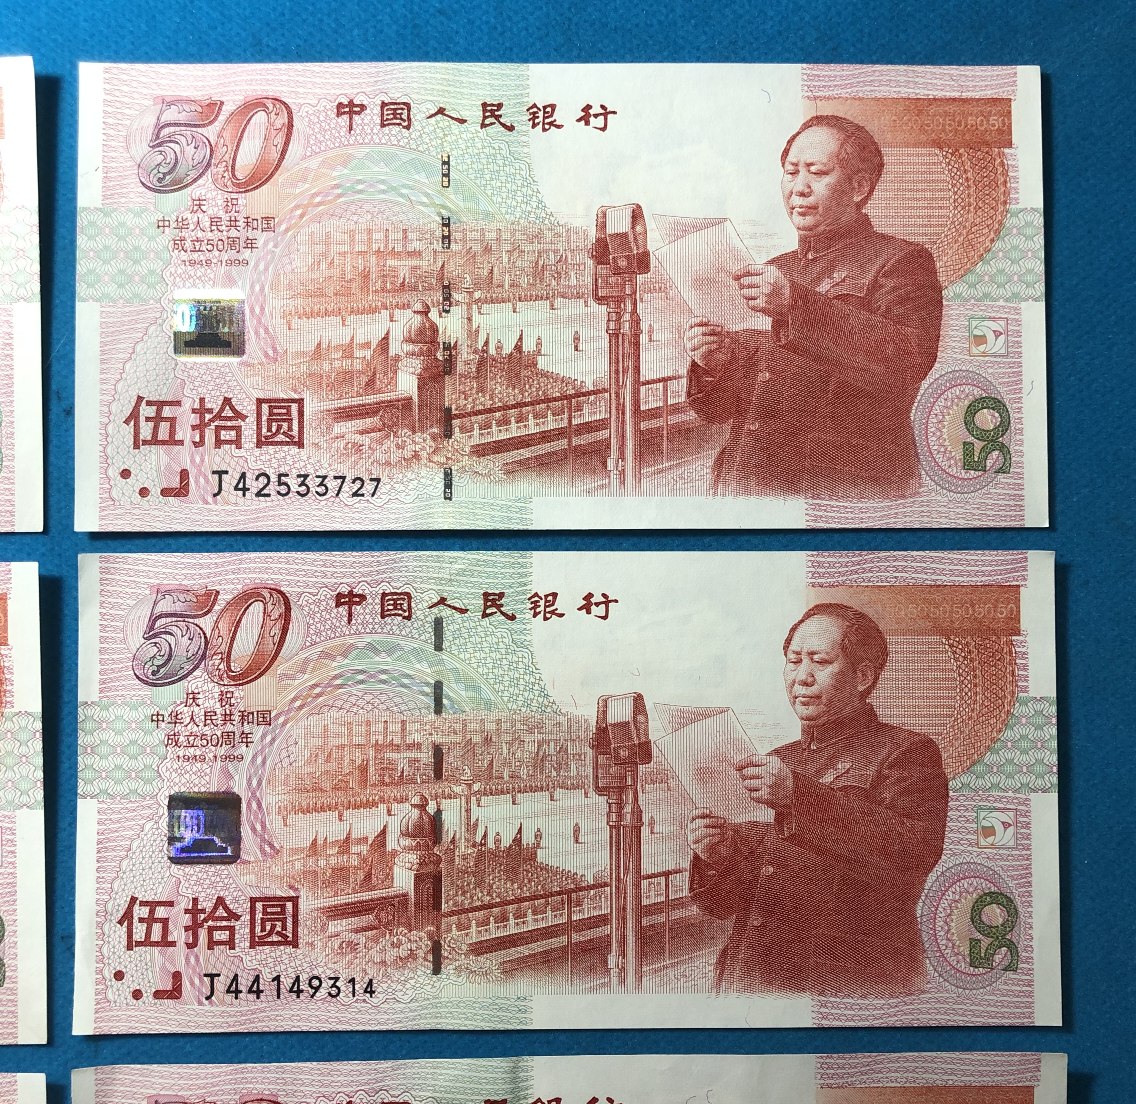 50
中国人民银行
5050505050
庆祝
中华人民共和国
成立50周年
1949-1999
伍拾圆
J42533727
50
50
中国人民银行
庆祝
中华人民共和国
成立50周年
1949-1999
伍拾圆
J44149314
50